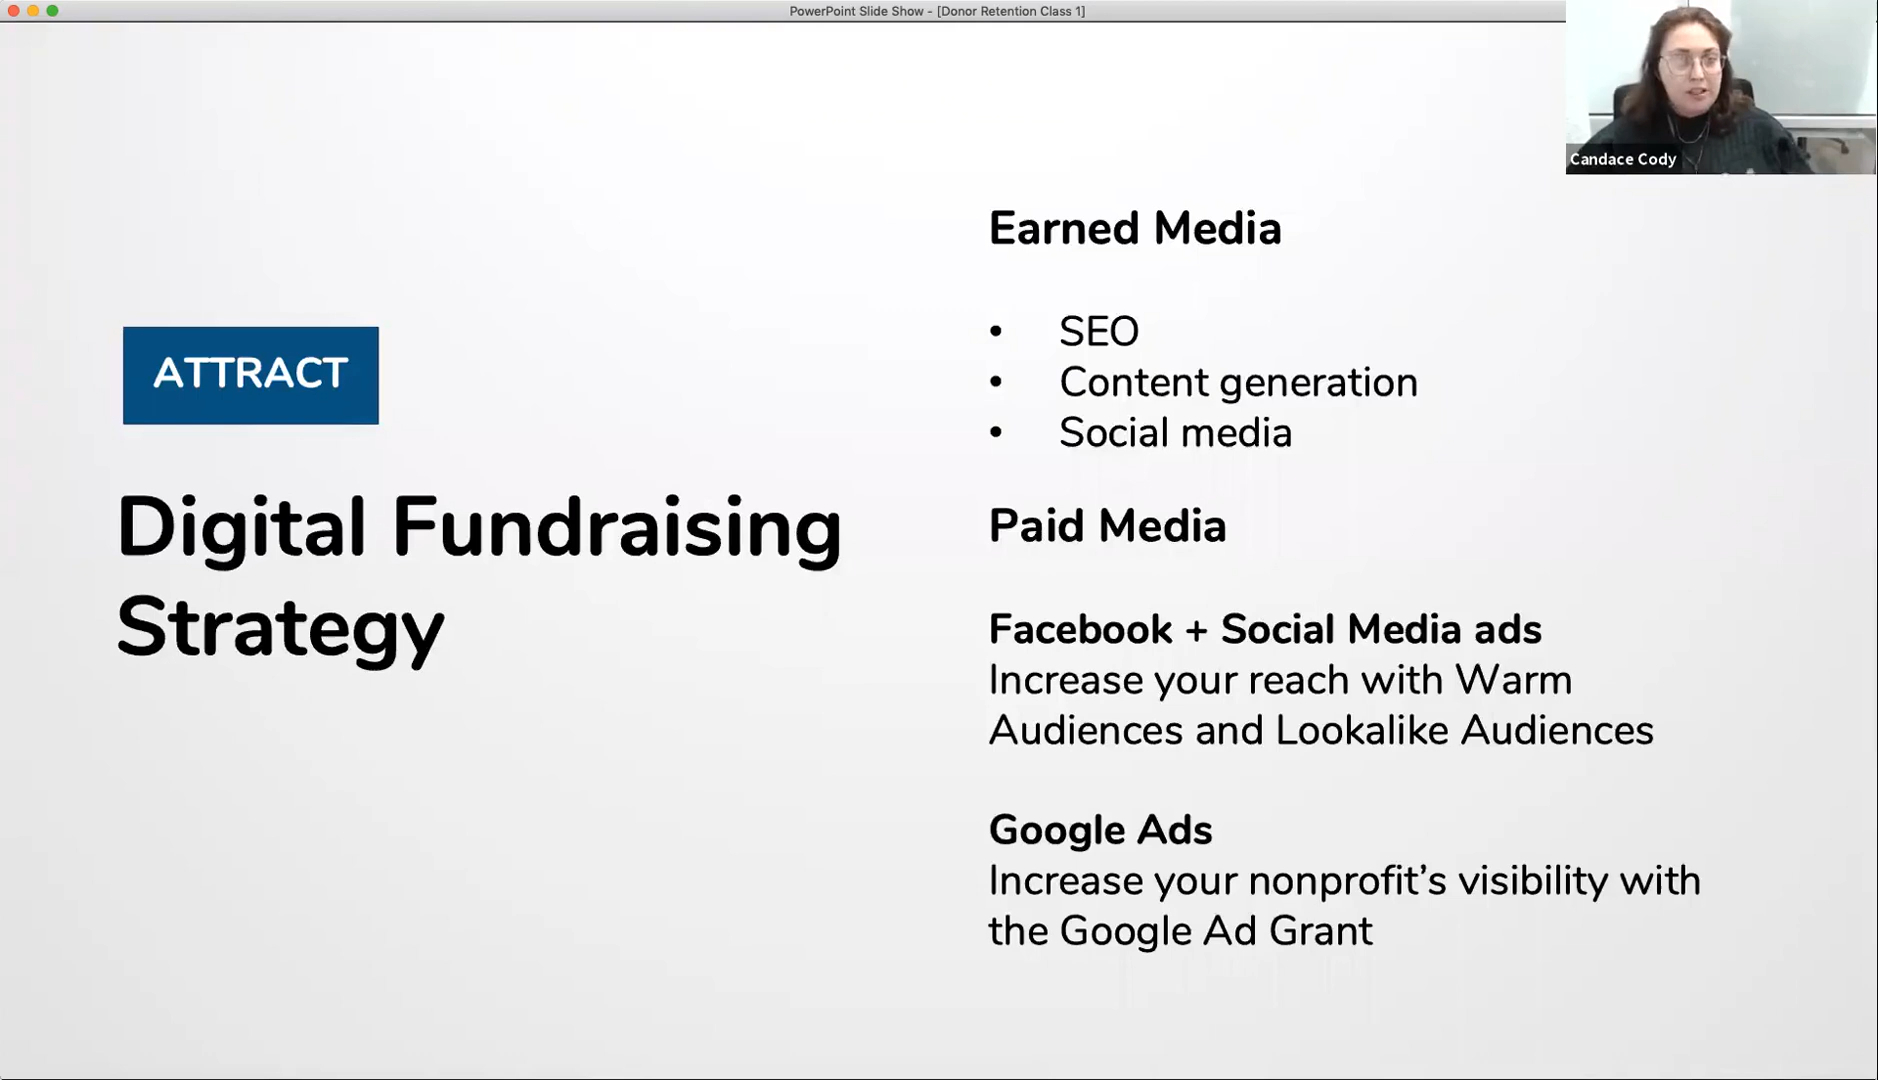 PowerPoint Slide Show - [Donor Retention Class 1]
Candace Cody
ATTRACT
Digital Fundraising
Strategy
Earned Media
• SEO
• Content generation
• Social media
Paid Media
Facebook + Social Media ads
Increase your reach with Warm
Audiences and Lookalike Audiences
Google Ads
Increase your nonprofit’s visibility with
the Google Ad Grant